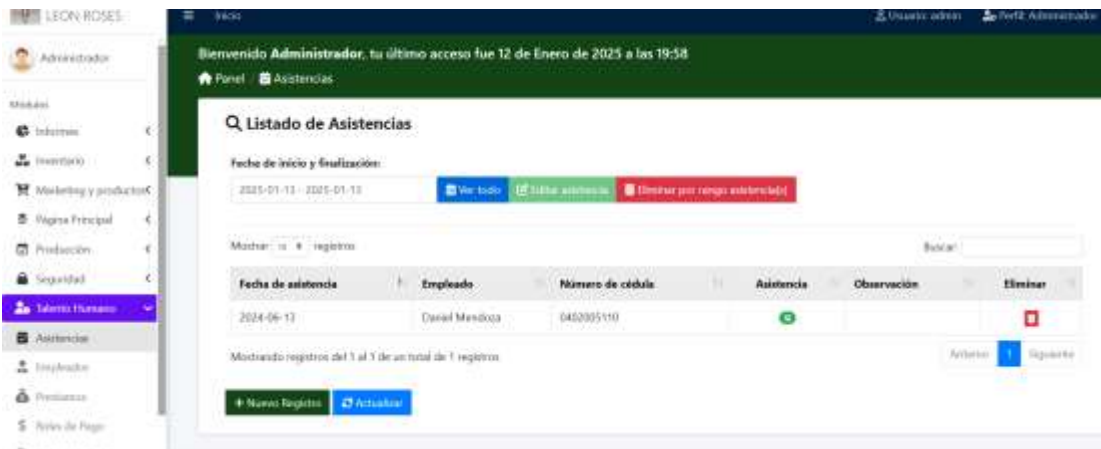 LEON ROSES
Inicio
Usuario: admin
Perfil: Administrador
Administrador
Bienvenido Administrador, tu último acceso fue 12 de Enero de 2025 a las 19:58
Panel / Asistencias
Módulos
Informes
Inventario
Marketing y productos
Página Principal
Producción
Seguridad
Talento Humano
Asistencias
Empleados
Prestamos
Roles de Pago
Listado de Asistencias
Fecha de inicio y finalización:
2025-01-13 - 2025-01-13
Ver todo
Editar asistencia
Eliminar por rango asistencia(s)
Mostrar 10 registros
Buscar:
Fecha de asistencia Empleado Número de cédula Asistencia Observación Eliminar
2024-06-13 Daniel Mendoza 0402005110
Mostrando registros del 1 al 1 de un total de 1 registros
Anterior 1 Siguiente
+ Nuevo Registro
Actualizar